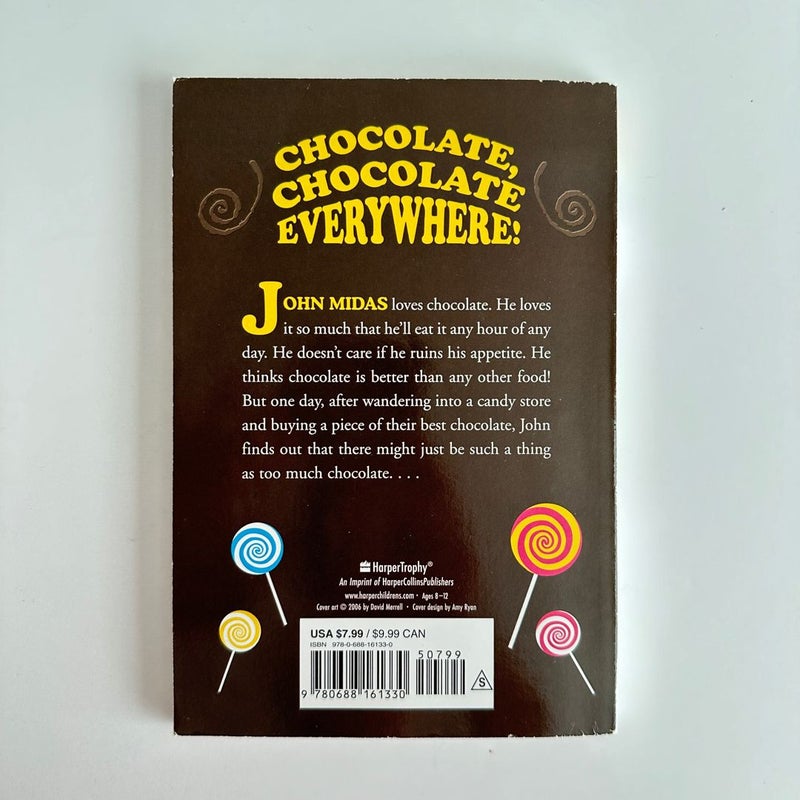 CHOCOLATE,
CHOCOLATE
EVERYWHERE!
JOHN MIDAS loves chocolate. He loves
it so much that he'll eat it any hour of any
day. He doesn't care if he ruins his appetite. He
thinks chocolate is better than any other food!
But one day, after wandering into a candy store
and buying a piece of their best chocolate, John
finds out that there might just be such a thing
as too much chocolate. . . .
HarperTrophy®
An Imprint of HarperCollinsPublishers
www.harperchildrens.com • Ages 8–12
Cover art © 2006 by David Merrell • Cover design by Amy Ryan
USA $7.99 / $9.99 CAN
ISBN 978-0-688-16133-0
50799
9 780688 161330
S